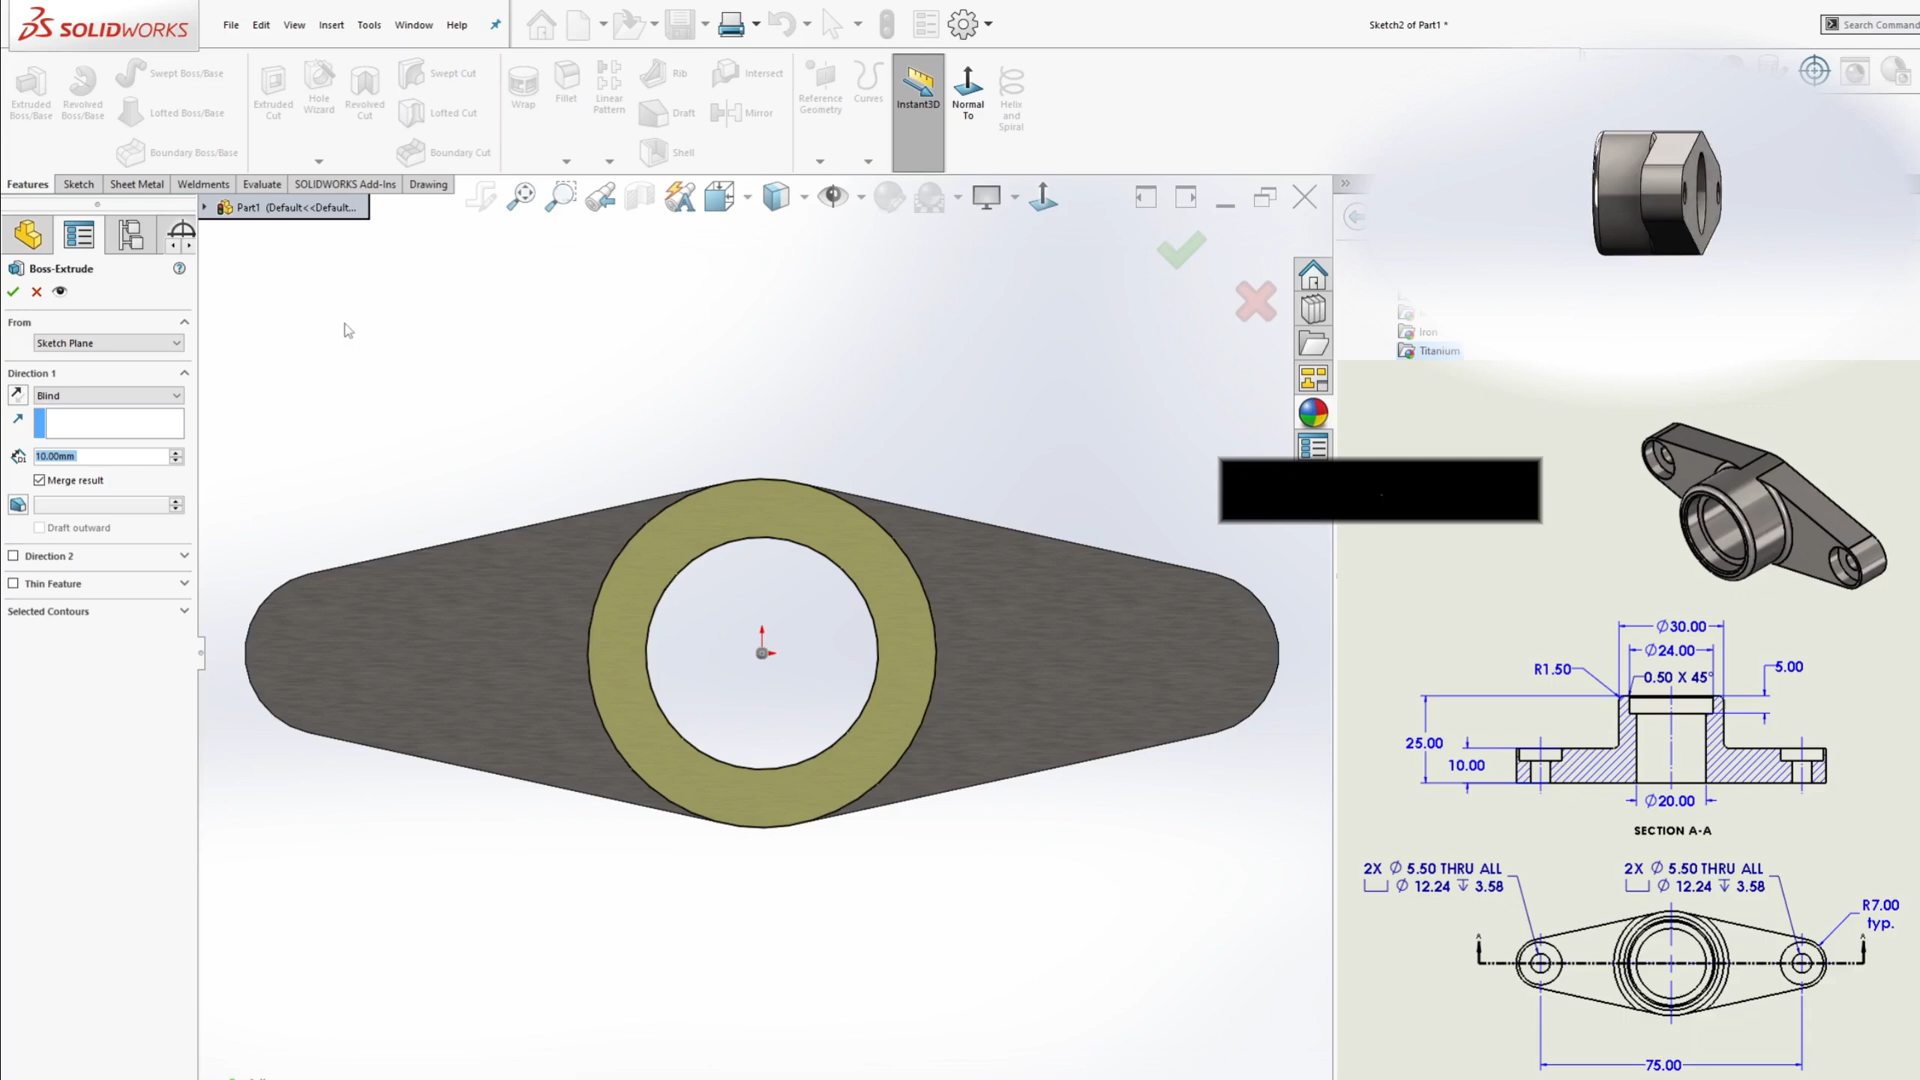 SOLIDWORKS
File Edit View Insert Tools Window Help
Sketch2 of Part1 *
Search Command
Extruded Boss/Base
Revolved Boss/Base
Swept Boss/Base
Lofted Boss/Base
Boundary Boss/Base
Extruded Cut
Hole Wizard
Revolved Cut
Swept Cut
Lofted Cut
Boundary Cut
Wrap
Fillet
Linear Pattern
Rib
Draft
Shell
Intersect
Mirror
Reference Geometry
Curves
Instant3D
Normal To
Helix and Spiral
Features Sketch Sheet Metal Weldments Evaluate SOLIDWORKS Add-Ins Drawing
Part1 (Default<<Default...
Boss-Extrude
From
Sketch Plane
Direction 1
Blind
D1
10.00mm
Merge result
Draft outward
Direction 2
Thin Feature
Selected Contours
Iron
Titanium
Ø30.00
Ø24.00
R1.50
0.50 X 45°
5.00
25.00
10.00
Ø20.00
SECTION A-A
2X Ø 5.50 THRU ALL
⌴ Ø 12.24 ↧ 3.58
2X Ø 5.50 THRU ALL
⌴ Ø 12.24 ↧ 3.58
R7.00
typ.
A
A
75.00